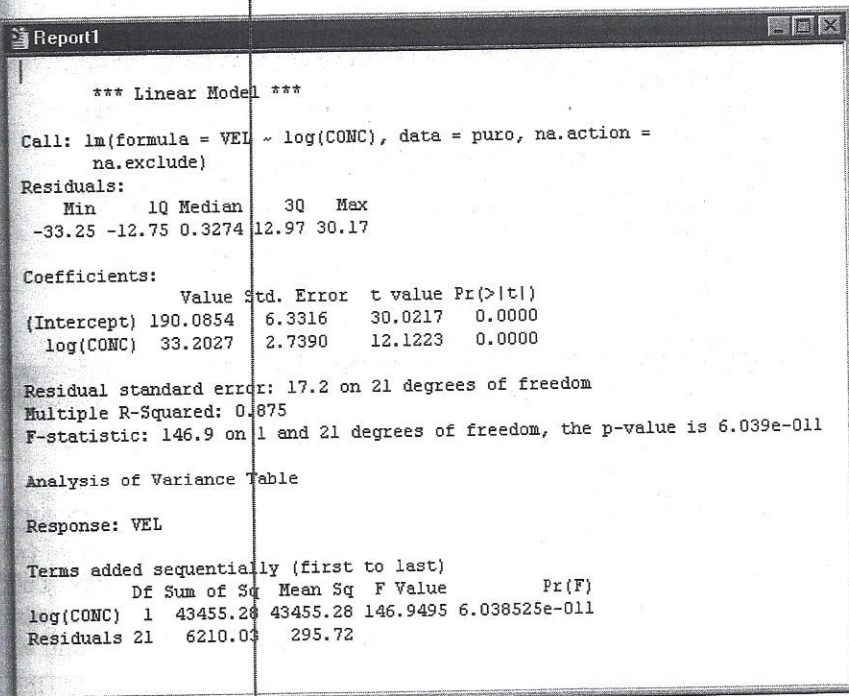 Report1
*** Linear Model ***
Call: lm(formula = VEL ~ log(CONC), data = puro, na.action =
na.exclude)
Residuals:
Min 1Q Median 3Q Max
-33.25 -12.75 0.3274 12.97 30.17
Coefficients:
Value Std. Error t value Pr(>|t|)
(Intercept) 190.0854 6.3316 30.0217 0.0000
log(CONC) 33.2027 2.7390 12.1223 0.0000
Residual standard error: 17.2 on 21 degrees of freedom
Multiple R-Squared: 0.875
F-statistic: 146.9 on 1 and 21 degrees of freedom, the p-value is 6.039e-011
Analysis of Variance Table
Response: VEL
Terms added sequentially (first to last)
Df Sum of Sq Mean Sq F Value Pr(F)
log(CONC) 1 43455.28 43455.28 146.9495 6.038525e-011
Residuals 21 6210.03 295.72